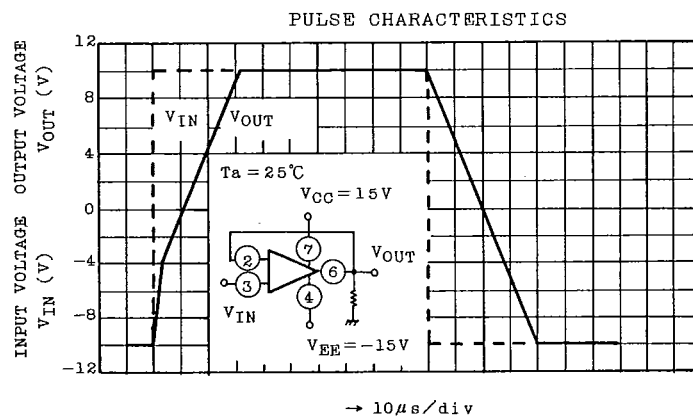 PULSE CHARACTERISTICS
INPUT VOLTAGE OUTPUT VOLTAGE
VIN (V) VOUT (V)
12
8
4
0
−4
−8
−12
VIN VOUT
Ta = 25℃
VCC = 15V
2
7
VOUT
6
3
4
VIN
VEE = −15V
→ 10μs/div